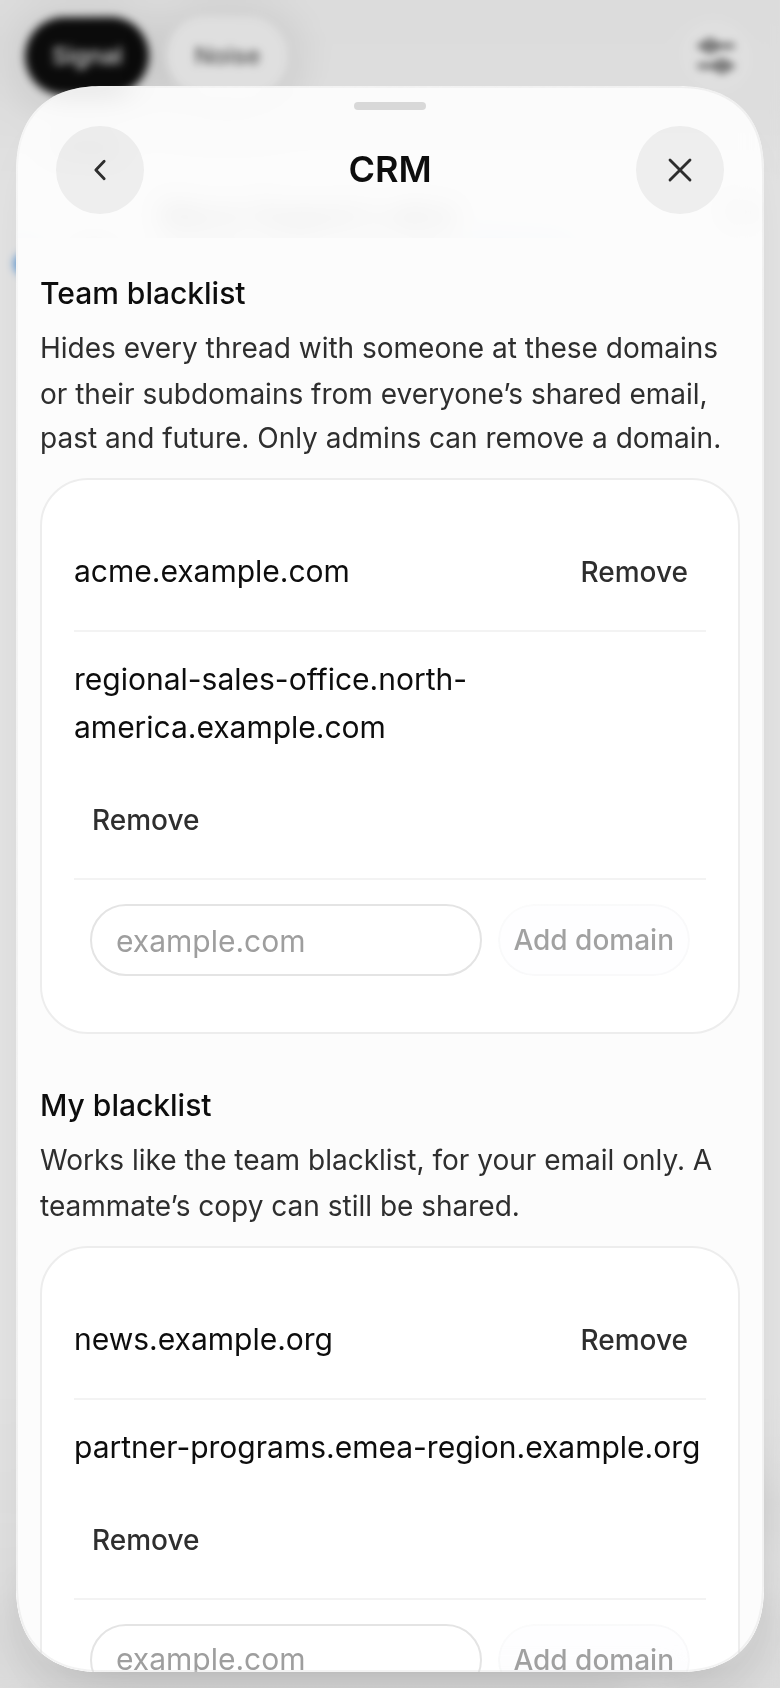 Signal
Noise
CRM
Team blacklist
Hides every thread with someone at these domains
or their subdomains from everyone’s shared email,
past and future. Only admins can remove a domain.
acme.example.com
Remove
regional-sales-office.north-
america.example.com
Remove
example.com
Add domain
My blacklist
Works like the team blacklist, for your email only. A
teammate’s copy can still be shared.
news.example.org
Remove
partner-programs.emea-region.example.org
Remove
example.com
Add domain